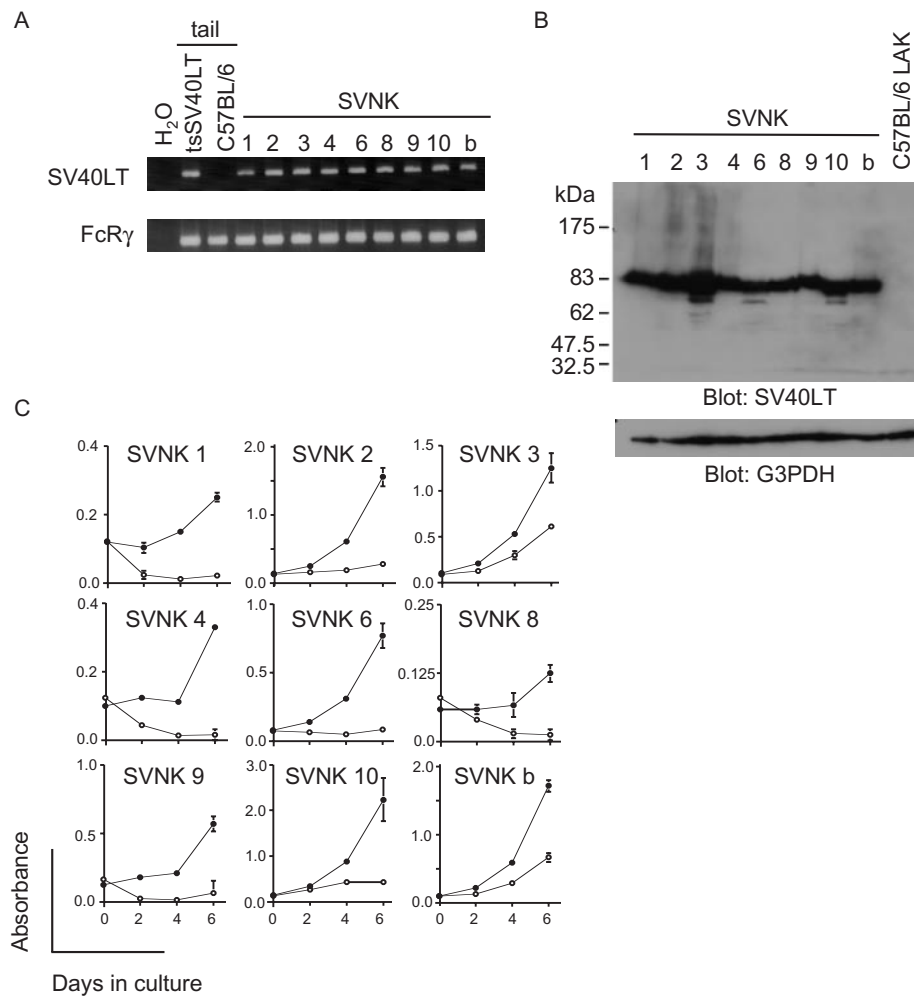 A
tail
H2O
tsSV40LT
C57BL/6
SVNK
1 2 3 4 6 8 9 10 b
SV40LT
FcRγ
B
C57BL/6 LAK
SVNK
1 2 3 4 6 8 9 10 b
kDa
175
83
62
47.5
32.5
Blot: SV40LT
Blot: G3PDH
C
SVNK 1
0.4
0.2
0.0
SVNK 2
2.0
1.0
0.0
SVNK 3
1.5
1.0
0.5
0.0
SVNK 4
0.4
0.2
0.0
SVNK 6
1.0
0.5
0.0
SVNK 8
0.25
0.125
0.0
SVNK 9
1.0
0.5
0.0
0 2 4 6
SVNK 10
3.0
2.0
1.0
0.0
0 2 4 6
SVNK b
2.0
1.0
0.0
0 2 4 6
Absorbance
Days in culture